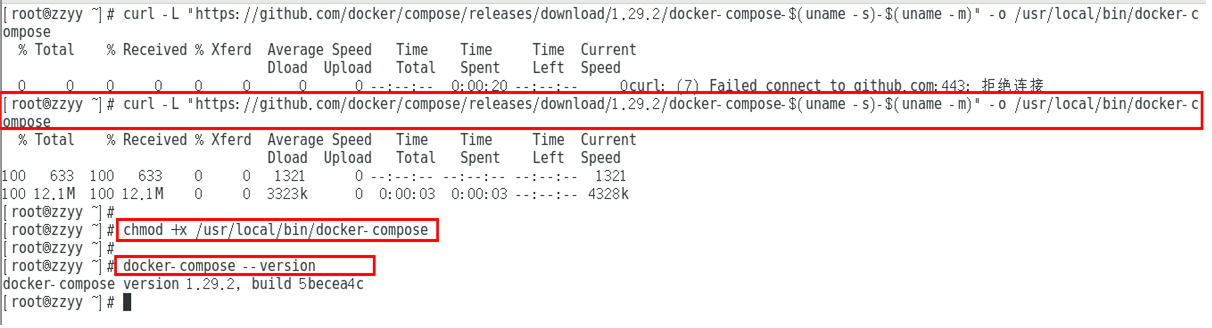 [root@zzyy ~]# curl -L "https://github.com/docker/compose/releases/download/1.29.2/docker-compose-$(uname -s)-$(uname -m)" -o /usr/local/bin/docker-c
ompose
  % Total    % Received % Xferd  Average Speed   Time    Time     Time  Current
                                 Dload  Upload   Total   Spent    Left  Speed
  0     0    0     0    0     0      0      0 --:--:--  0:00:20 --:--:--     0curl: (7) Failed connect to github.com:443; 拒绝连接
[root@zzyy ~]# curl -L "https://github.com/docker/compose/releases/download/1.29.2/docker-compose-$(uname -s)-$(uname -m)" -o /usr/local/bin/docker-c
ompose
  % Total    % Received % Xferd  Average Speed   Time    Time     Time  Current
                                 Dload  Upload   Total   Spent    Left  Speed
100   633  100   633    0     0   1321      0 --:--:-- --:--:-- --:--:--  1321
100 12.1M  100 12.1M    0     0  3323k      0  0:00:03  0:00:03 --:--:-- 4328k
[root@zzyy ~]#
[root@zzyy ~]# chmod +x /usr/local/bin/docker-compose
[root@zzyy ~]#
[root@zzyy ~]# docker-compose --version
docker-compose version 1.29.2, build 5becea4c
[root@zzyy ~]#